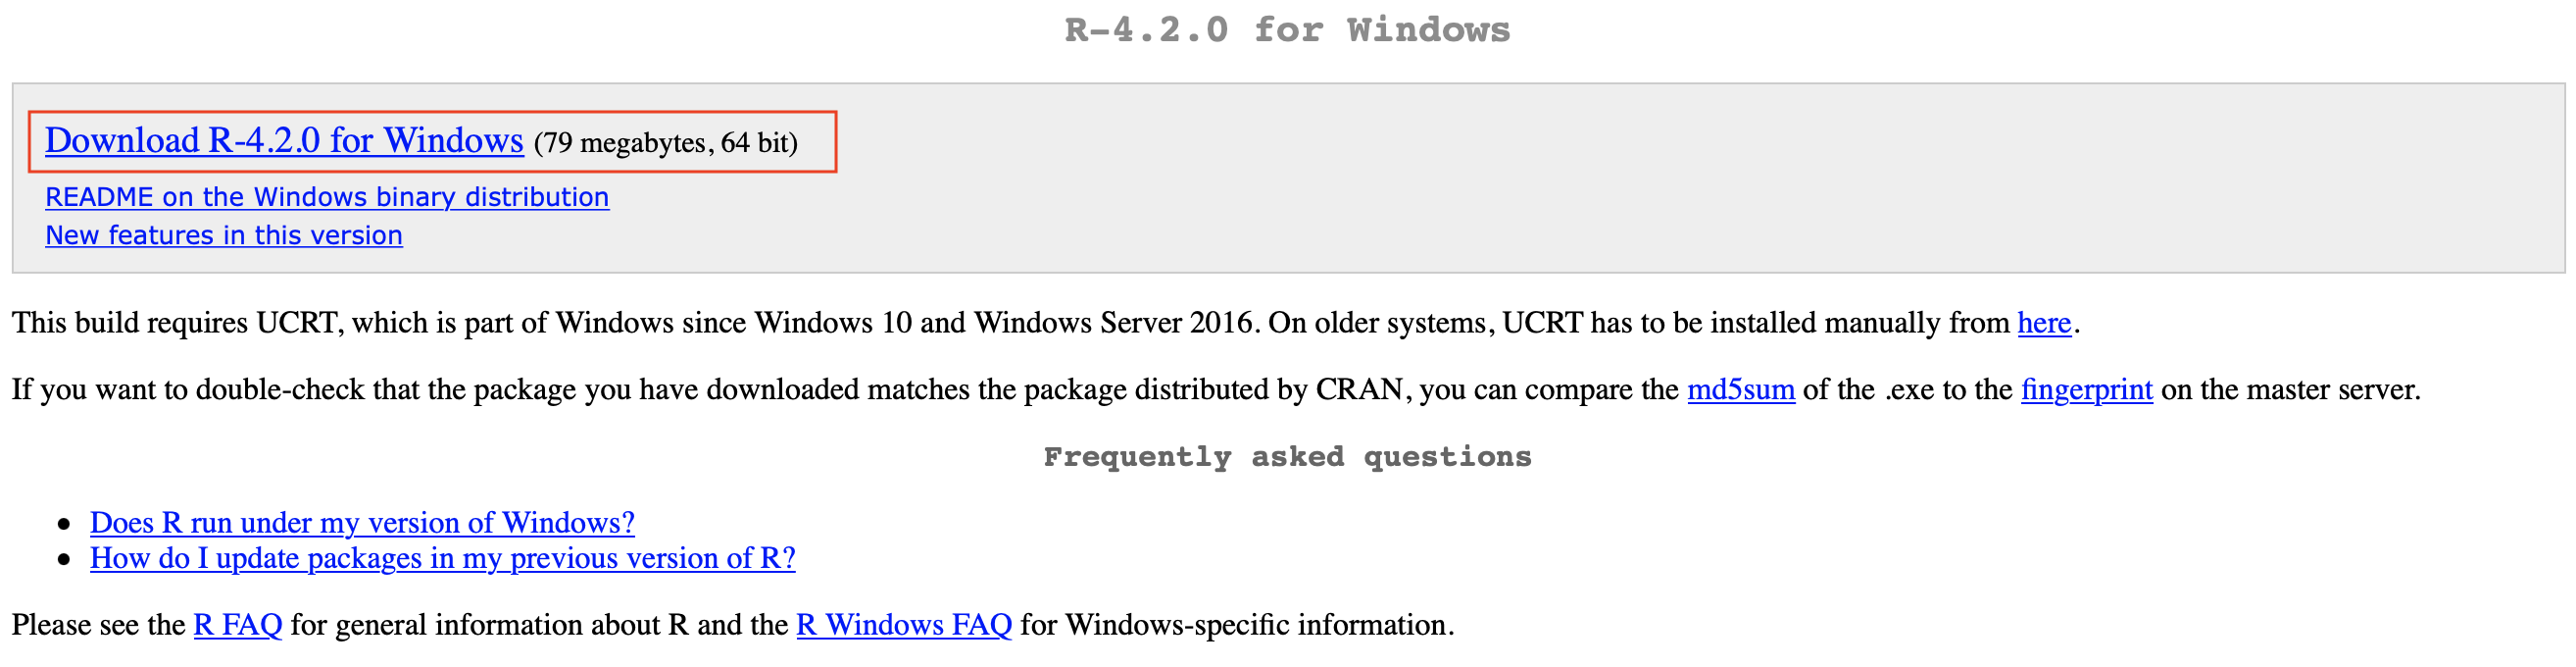 R-4.2.0 for Windows
Download R-4.2.0 for Windows (79 megabytes, 64 bit)
README on the Windows binary distribution
New features in this version
This build requires UCRT, which is part of Windows since Windows 10 and Windows Server 2016. On older systems, UCRT has to be installed manually from here.
If you want to double-check that the package you have downloaded matches the package distributed by CRAN, you can compare the md5sum of the .exe to the fingerprint on the master server.
Frequently asked questions
• Does R run under my version of Windows?
• How do I update packages in my previous version of R?
Please see the R FAQ for general information about R and the R Windows FAQ for Windows-specific information.